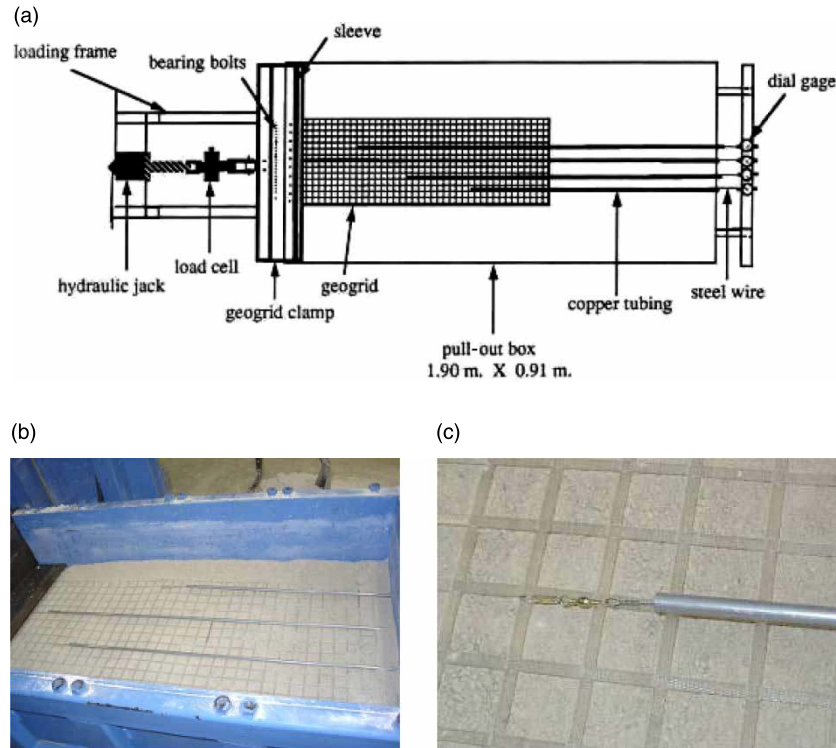 (a)
sleeve
loading frame
bearing bolts
dial gage
hydraulic jack
load cell
geogrid clamp
geogrid
copper tubing
steel wire
pull-out box
1.90 m. X 0.91 m.
(b)
(c)